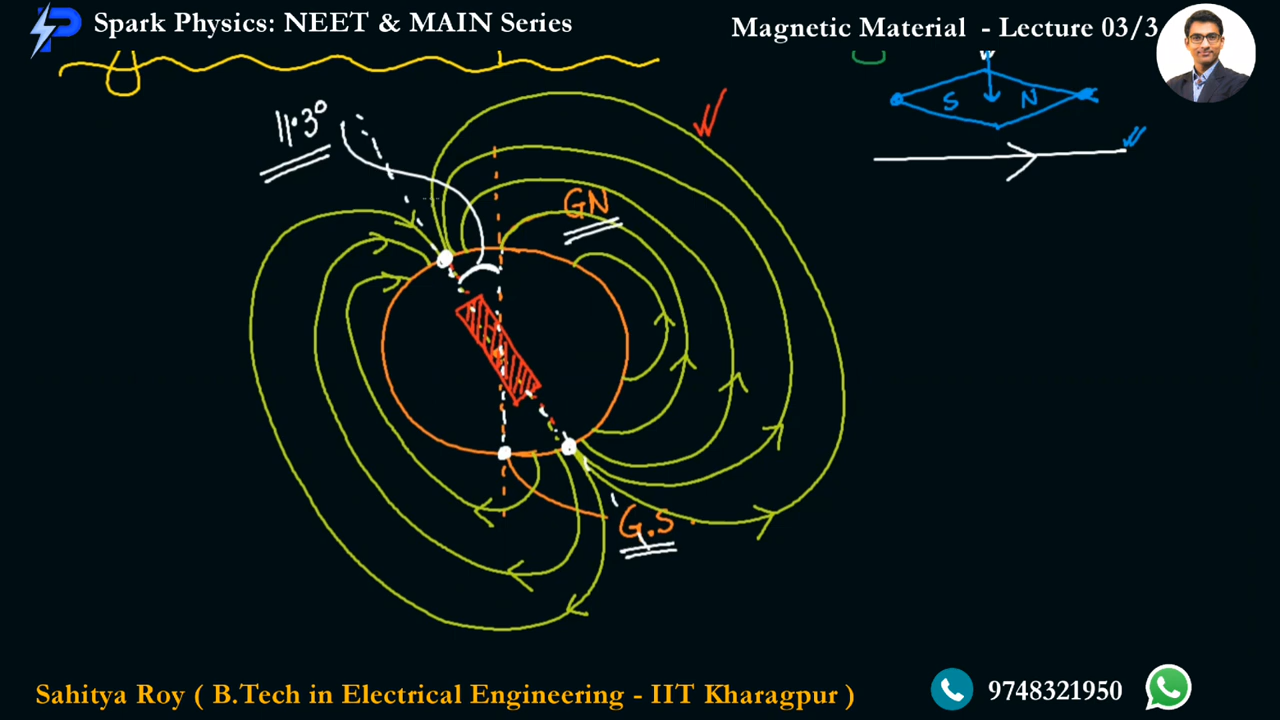 Spark Physics: NEET & MAIN Series
Magnetic Material - Lecture 03/3
11.3°
S N
GN
G.S
Sahitya Roy ( B.Tech in Electrical Engineering - IIT Kharagpur )
9748321950